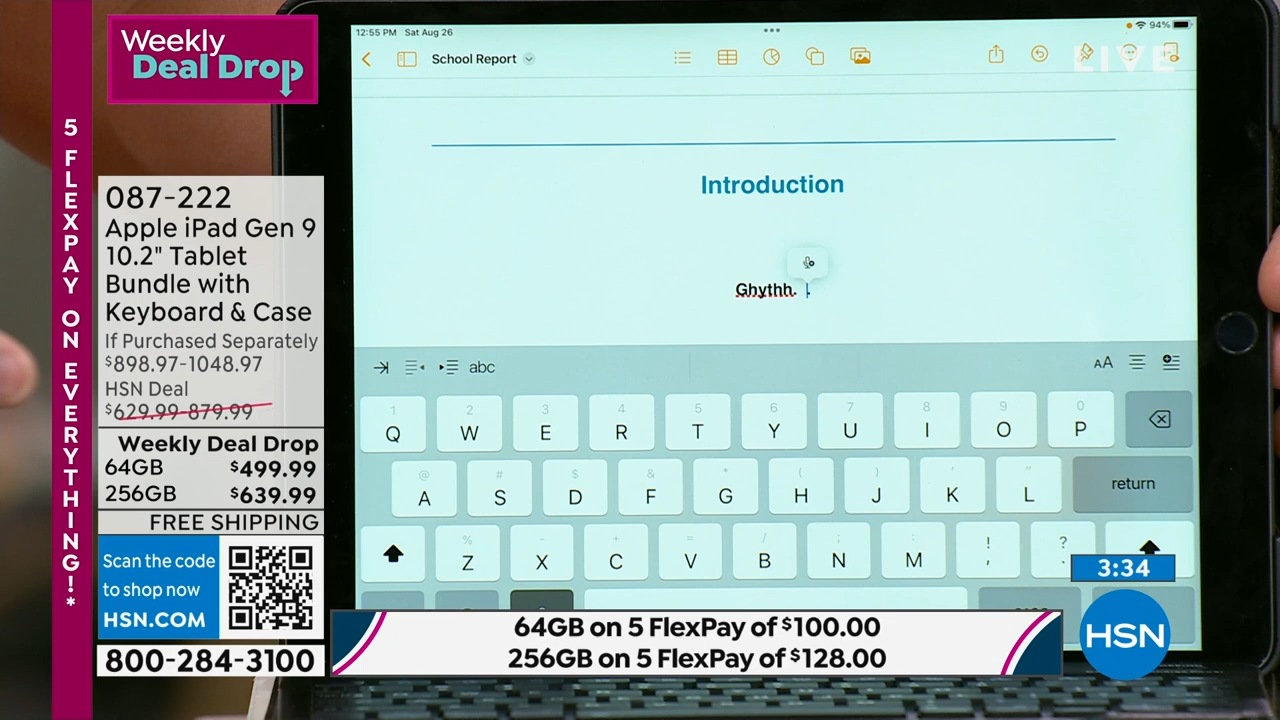 Weekly
Deal Drop
5 FLEXPAY ON EVERYTHING!*
087-222
Apple iPad Gen 9
10.2" Tablet
Bundle with
Keyboard & Case
If Purchased Separately
$898.97-1048.97
HSN Deal
$629.99-879.99
Weekly Deal Drop
64GB $499.99
256GB $639.99
FREE SHIPPING
Scan the code
to shop now
HSN.COM
800-284-3100
12:55 PM Sat Aug 26
94%
School Report
LIVE
Introduction
Ghythh.
abc
AA
1 2 3 4 5 6 7 8 9 0
Q W E R T Y U I O P
@ # $ & * ( ) ' "
A S D F G H J K L return
% - + = / ; : ! ?
Z X C V B N M , .
3:34
64GB on 5 FlexPay of $100.00
256GB on 5 FlexPay of $128.00
HSN